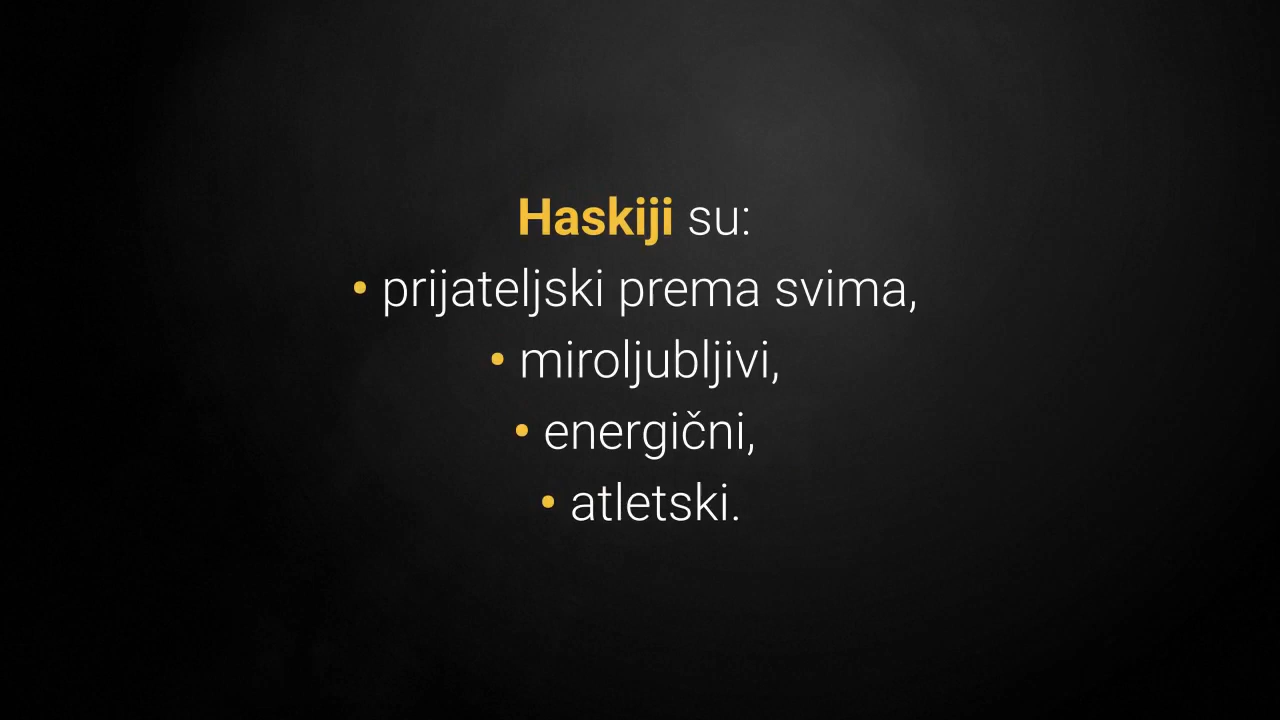 Haskiji su:
• prijateljski prema svima,
• miroljubljivi,
• energični,
• atletski.